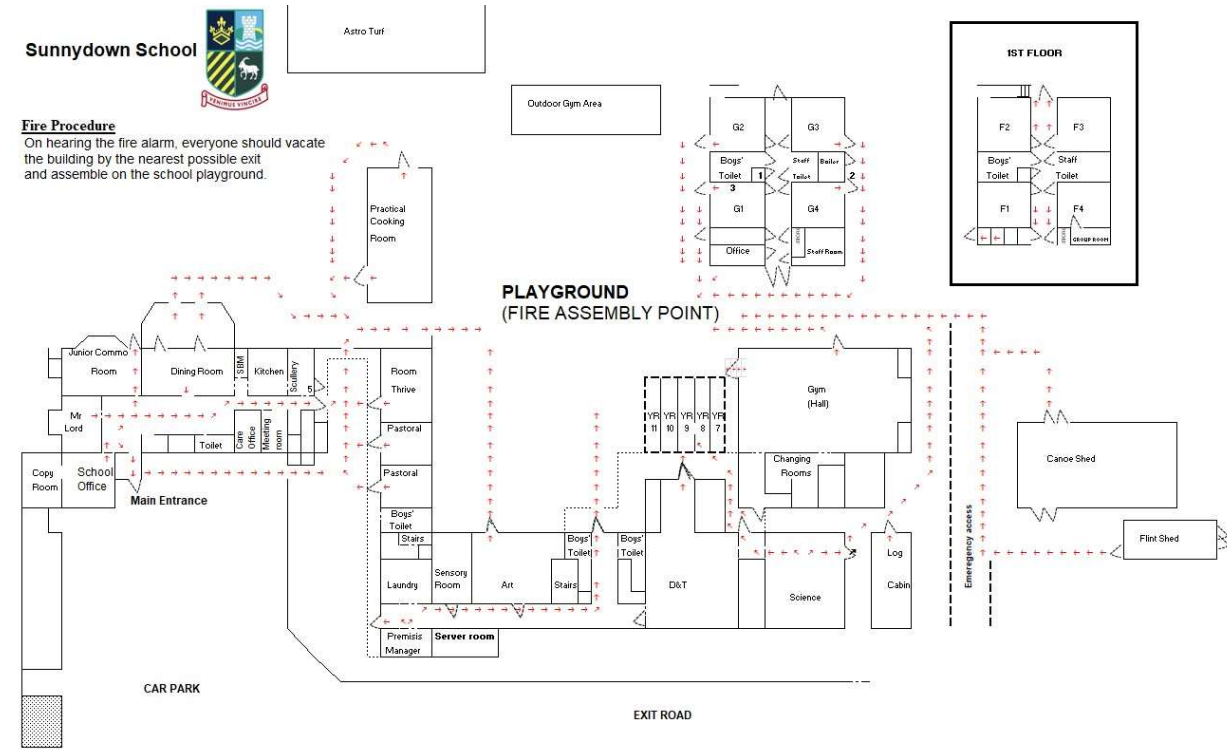 Sunnydown School
VENIMUS VINCIRE
Fire Procedure
On hearing the fire alarm, everyone should vacate
the building by the nearest possible exit
and assemble on the school playground.
Astro Turf
Outdoor Gym Area
1ST FLOOR
G2
G3
F2
F3
Boys'
Toilet
1
3
Staff
Toilet
Boiler
2
Boys'
Toilet
Staff
Toilet
G1
G4
F1
F4
GROUP ROOM
Office
Staff Room
Practical
Cooking
Room
PLAYGROUND
(FIRE ASSEMBLY POINT)
Junior Commo
Room
Dining Room
SBM
Kitchen
Scullery
5
Room
Thrive
Gym
(Hall)
Mr
Lord
Toilet
Care
Office
Meeting
room
Pastoral
YR
11
YR
10
YR
9
YR
8
YR
7
Copy
Room
School
Office
Main Entrance
Pastoral
Changing
Rooms
Canoe Shed
Boys'
Toilet
Stairs
Laundry
Sensory
Room
Art
Boys'
Toilet
Stairs
Boys'
Toilet
D&T
Science
Log
Cabin
Emeregency access
Flint Shed
Premisis
Manager
Server room
CAR PARK
EXIT ROAD